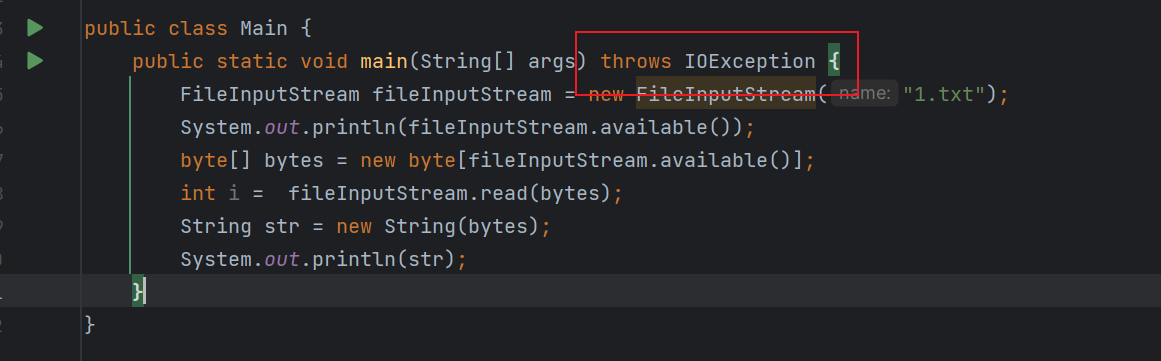 public class Main {
public static void main(String[] args) throws IOException {
FileInputStream fileInputStream = new FileInputStream( name: "1.txt");
System.out.println(fileInputStream.available());
byte[] bytes = new byte[fileInputStream.available()];
int i =  fileInputStream.read(bytes);
String str = new String(bytes);
System.out.println(str);
}
}